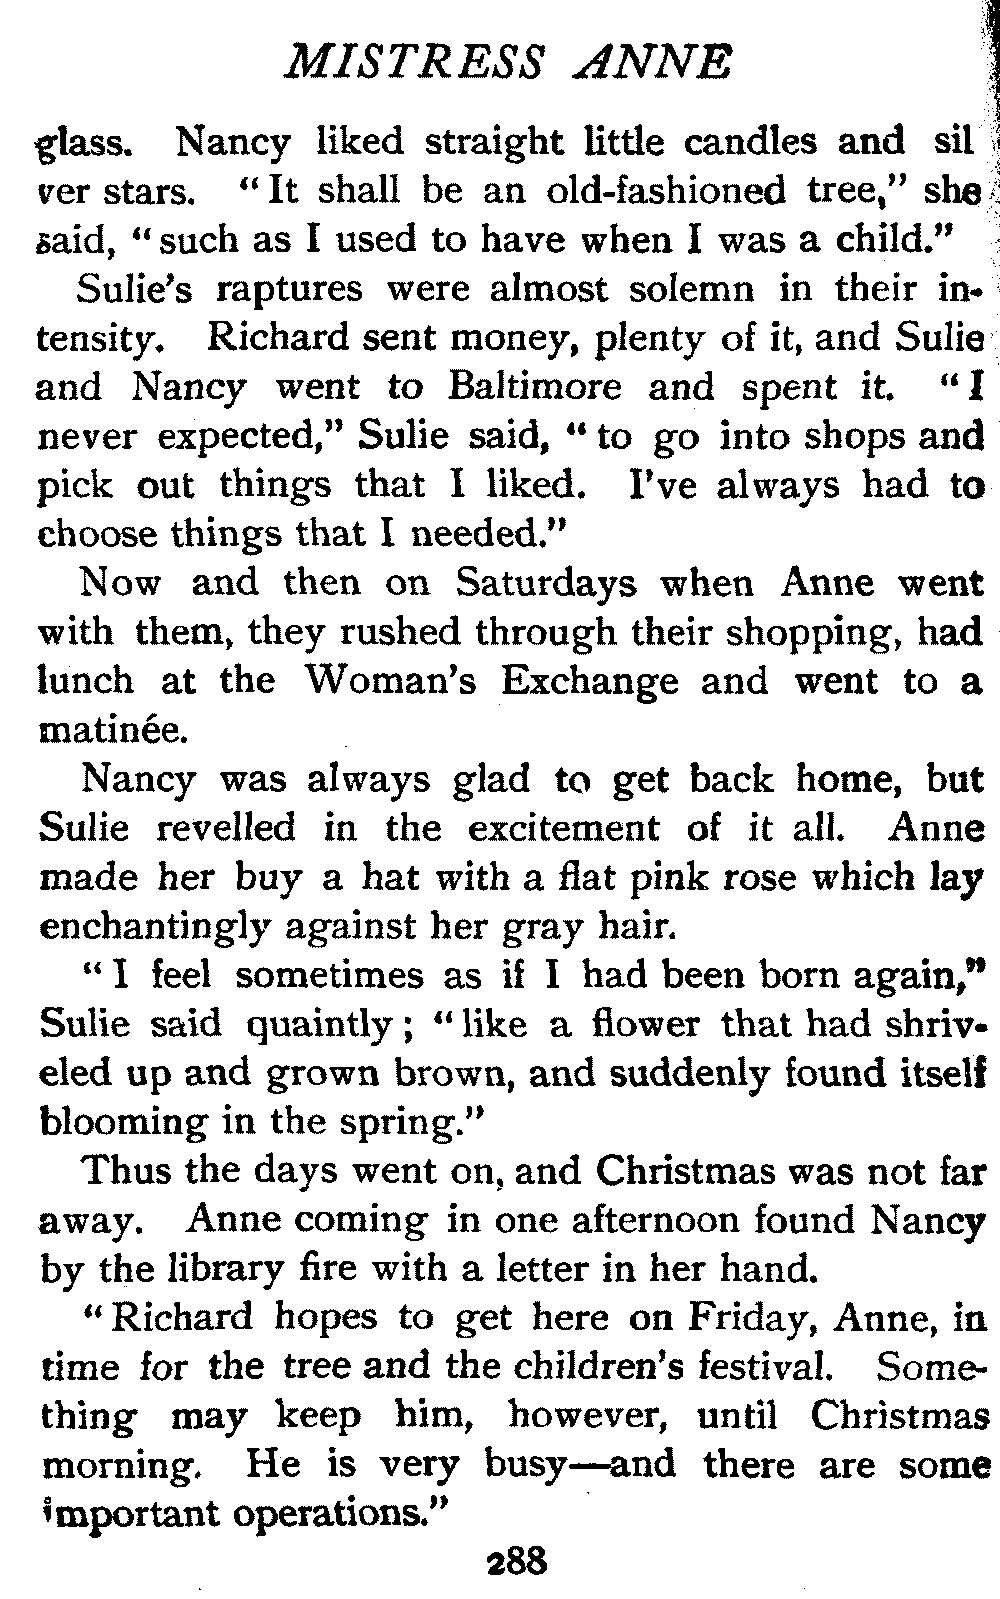 MISTRESS ANNE
glass. Nancy liked straight little candles and sil
ver stars. "It shall be an old-fashioned tree," she
said, "such as I used to have when I was a child."
Sulie's raptures were almost solemn in their in-
tensity. Richard sent money, plenty of it, and Sulie
and Nancy went to Baltimore and spent it. "I
never expected," Sulie said, "to go into shops and
pick out things that I liked. I've always had to
choose things that I needed."
Now and then on Saturdays when Anne went
with them, they rushed through their shopping, had
lunch at the Woman's Exchange and went to a
matinée.
Nancy was always glad to get back home, but
Sulie revelled in the excitement of it all. Anne
made her buy a hat with a flat pink rose which lay
enchantingly against her gray hair.
"I feel sometimes as if I had been born again,"
Sulie said quaintly; "like a flower that had shriv-
eled up and grown brown, and suddenly found itself
blooming in the spring."
Thus the days went on, and Christmas was not far
away. Anne coming in one afternoon found Nancy
by the library fire with a letter in her hand.
"Richard hopes to get here on Friday, Anne, in
time for the tree and the children's festival. Some-
thing may keep him, however, until Christmas
morning. He is very busy—and there are some
important operations."
288